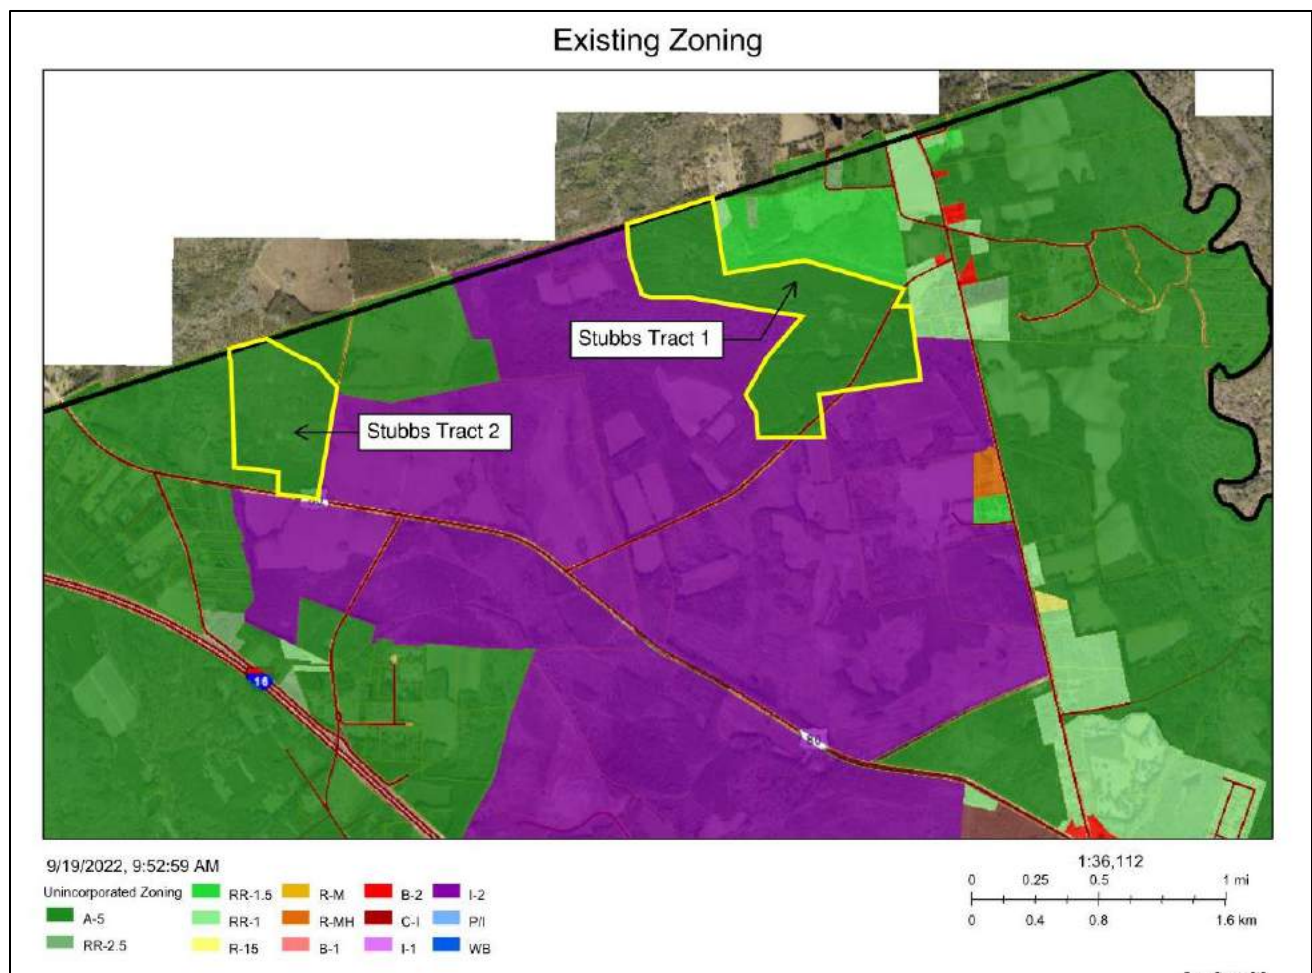 Existing Zoning
Stubbs Tract 1
Stubbs Tract 2
16
80
9/19/2022, 9:52:59 AM
Unincorporated Zoning
A-5
RR-2.5
RR-1.5
RR-1
R-15
R-M
R-MH
B-1
B-2
C-I
I-1
I-2
P/I
WB
1:36,112
0 0.25 0.5 1 mi
0 0.4 0.8 1.6 km